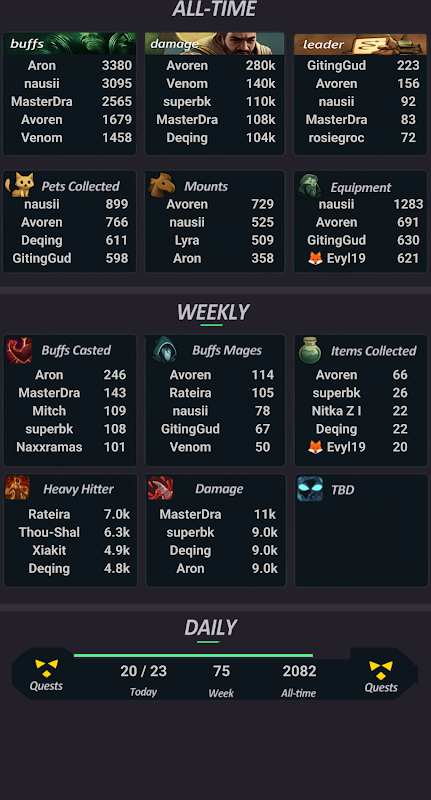 ALL-TIME
buffs
Aron 3380
nausii 3095
MasterDra 2565
Avoren 1679
Venom 1458
damage
Avoren 280k
Venom 140k
superbk 110k
MasterDra 108k
Deqing 104k
leader
GitingGud 223
Avoren 156
nausii 92
MasterDra 83
rosiegroc 72
Pets Collected
nausii 899
Avoren 766
Deqing 611
GitingGud 598
Mounts
Avoren 729
nausii 525
Lyra 509
Aron 358
Equipment
nausii 1283
Avoren 691
GitingGud 630
🦊 Evyl19 621
WEEKLY
Buffs Casted
Aron 246
MasterDra 143
Mitch 109
superbk 108
Naxxramas 101
Buffs Mages
Avoren 114
Rateira 105
nausii 78
GitingGud 67
Venom 50
Items Collected
Avoren 66
superbk 26
Nitka Z I 22
Deqing 22
🦊 Evyl19 20
Heavy Hitter
Rateira 7.0k
Thou-Shal 6.3k
Xiakit 4.9k
Deqing 4.8k
Damage
MasterDra 11k
superbk 9.0k
Deqing 9.0k
Aron 9.0k
TBD
DAILY
Quests
20 / 23 75 2082
Today Week All-time
Quests